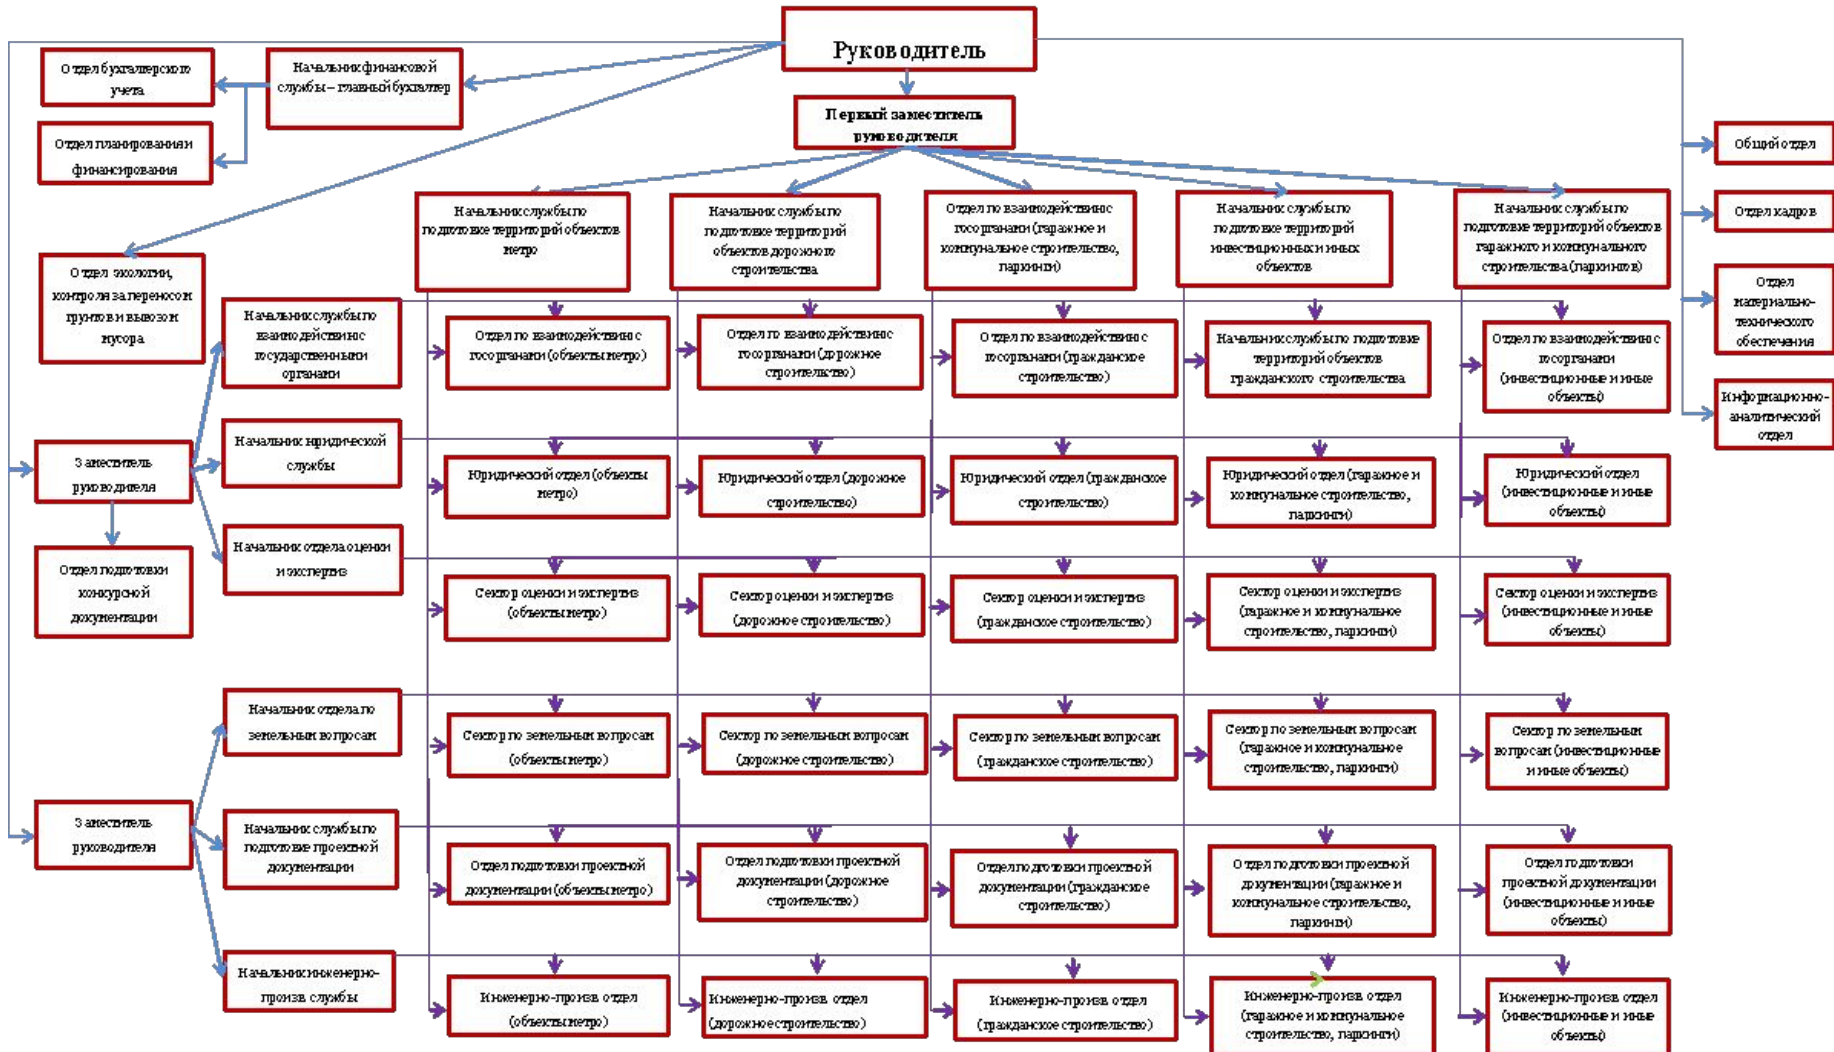 Руководитель
Отдел бухгалтерского
учета
Начальник финансовой
службы – главный бухгалтер
Первый заместитель
руководителя
Отдел планирования и
финансирования
Общий отдел
Отдел кадров
Отдел
материально-
технического
обеспечения
Информационно-
аналитический
отдел
Начальник службы по
подготовке территорий объектов
метро
Начальник службы по
подготовке территорий
объектов дорожного
строительства
Отдел по взаимодействию с
госорганами (гаражное и
коммунальное строительство,
паркинги)
Начальник службы по
подготовке территорий
инвестиционных и иных
объектов
Начальник службы по
подготовке территорий объектов
гаражного и коммунального
строительства (паркингов)
Отдел экологии,
контроля за переносом
грунтов и вывозом
мусора
Начальник службы по
взаимодействию с
государственными
органами
Отдел по взаимодействию с
госорганами (объекты метро)
Отдел по взаимодействию с
госорганами (дорожное
строительство)
Отдел по взаимодействию с
госорганами (гражданское
строительство)
Начальник службы по подготовке
территорий объектов
гражданского строительства
Отдел по взаимодействию с
госорганами
(инвестиционные и иные
объекты)
Заместитель
руководителя
Начальник юридической
службы
Юридический отдел (объекты
метро)
Юридический отдел (дорожное
строительство)
Юридический отдел (гражданское
строительство)
Юридический отдел (гаражное и
коммунальное строительство,
паркинги)
Юридический отдел
(инвестиционные и иные
объекты)
Отдел подготовки
конкурсной
документации
Начальник отдела оценки
и экспертиз
Сектор оценки и экспертиз
(объекты метро)
Сектор оценки и экспертиз
(дорожное строительство)
Сектор оценки и экспертиз
(гражданское строительство)
Сектор оценки и экспертиз
(гаражное и коммунальное
строительство, паркинги)
Сектор оценки и экспертиз
(инвестиционные и иные
объекты)
Начальник отдела по
земельным вопросам
Сектор по земельным вопросам
(объекты метро)
Сектор по земельным вопросам
(дорожное строительство)
Сектор по земельным вопросам
(гражданское строительство)
Сектор по земельным вопросам
(гаражное и коммунальное
строительство, паркинги)
Сектор по земельным
вопросам (инвестиционные
и иные объекты)
Заместитель
руководителя
Начальник службы по
подготовке проектной
документации
Отдел подготовки проектной
документации (объекты метро)
Отдел подготовки проектной
документации (дорожное
строительство)
Отдел подготовки проектной
документации (гражданское
строительство)
Отдел подготовки проектной
документации (гаражное и
коммунальное строительство,
паркинги)
Отдел подготовки
проектной документации
(инвестиционные и иные
объекты)
Начальник инженерно-
произв службы
Инженерно-произв. отдел
(объекты метро)
Инженерно-произв. отдел
(дорожное строительство)
Инженерно-произв. отдел
(гражданское строительство)
Инженерно-произв. отдел
(гаражное и коммунальное
строительство, паркинги)
Инженерно-произв. отдел
(инвестиционные и иные
объекты)